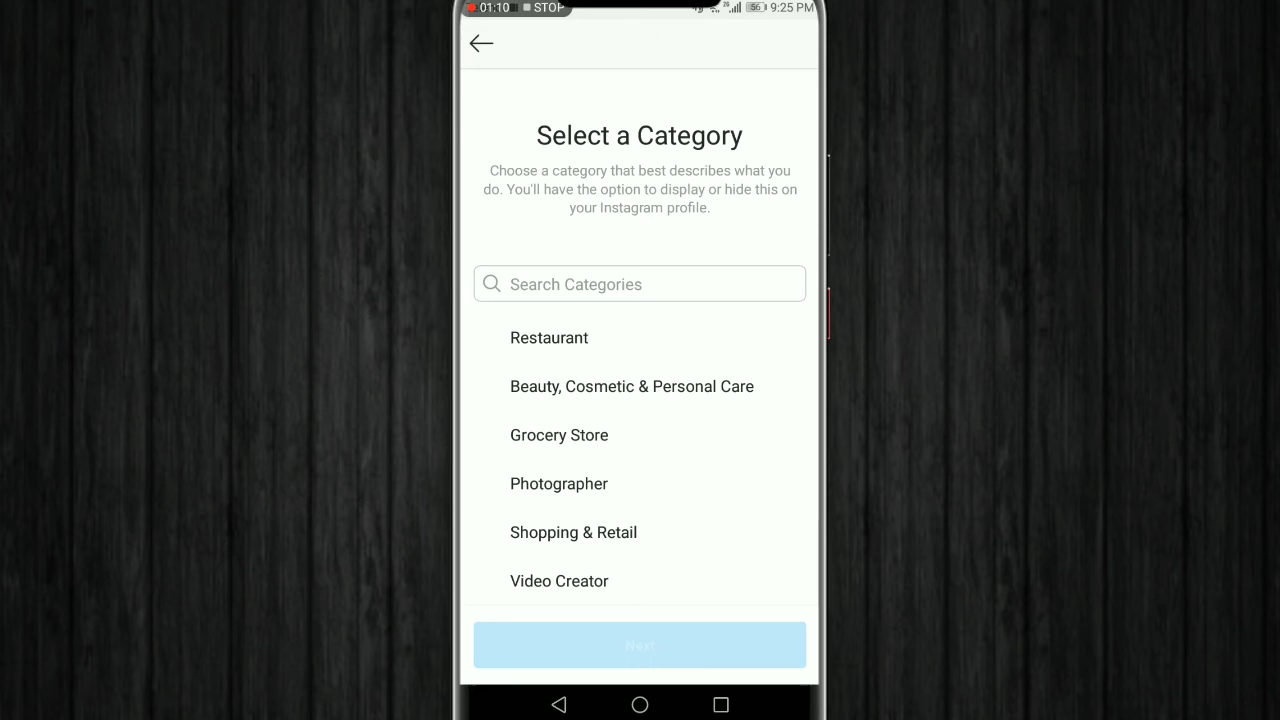 01:10 STOP 56 9:25 PM
Select a Category
Choose a category that best describes what you
do. You'll have the option to display or hide this on
your Instagram profile.
Search Categories
Restaurant
Beauty, Cosmetic & Personal Care
Grocery Store
Photographer
Shopping & Retail
Video Creator
Next